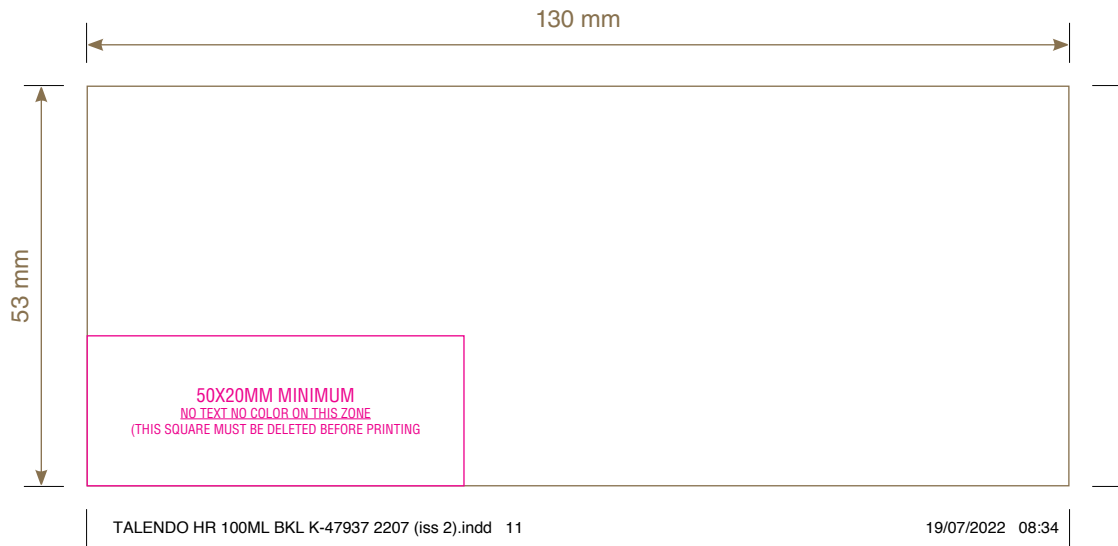 130 mm
53 mm
50X20MM MINIMUM
NO TEXT NO COLOR ON THIS ZONE
(THIS SQUARE MUST BE DELETED BEFORE PRINTING
TALENDO HR 100ML BKL K-47937 2207 (iss 2).indd 11
19/07/2022 08:34